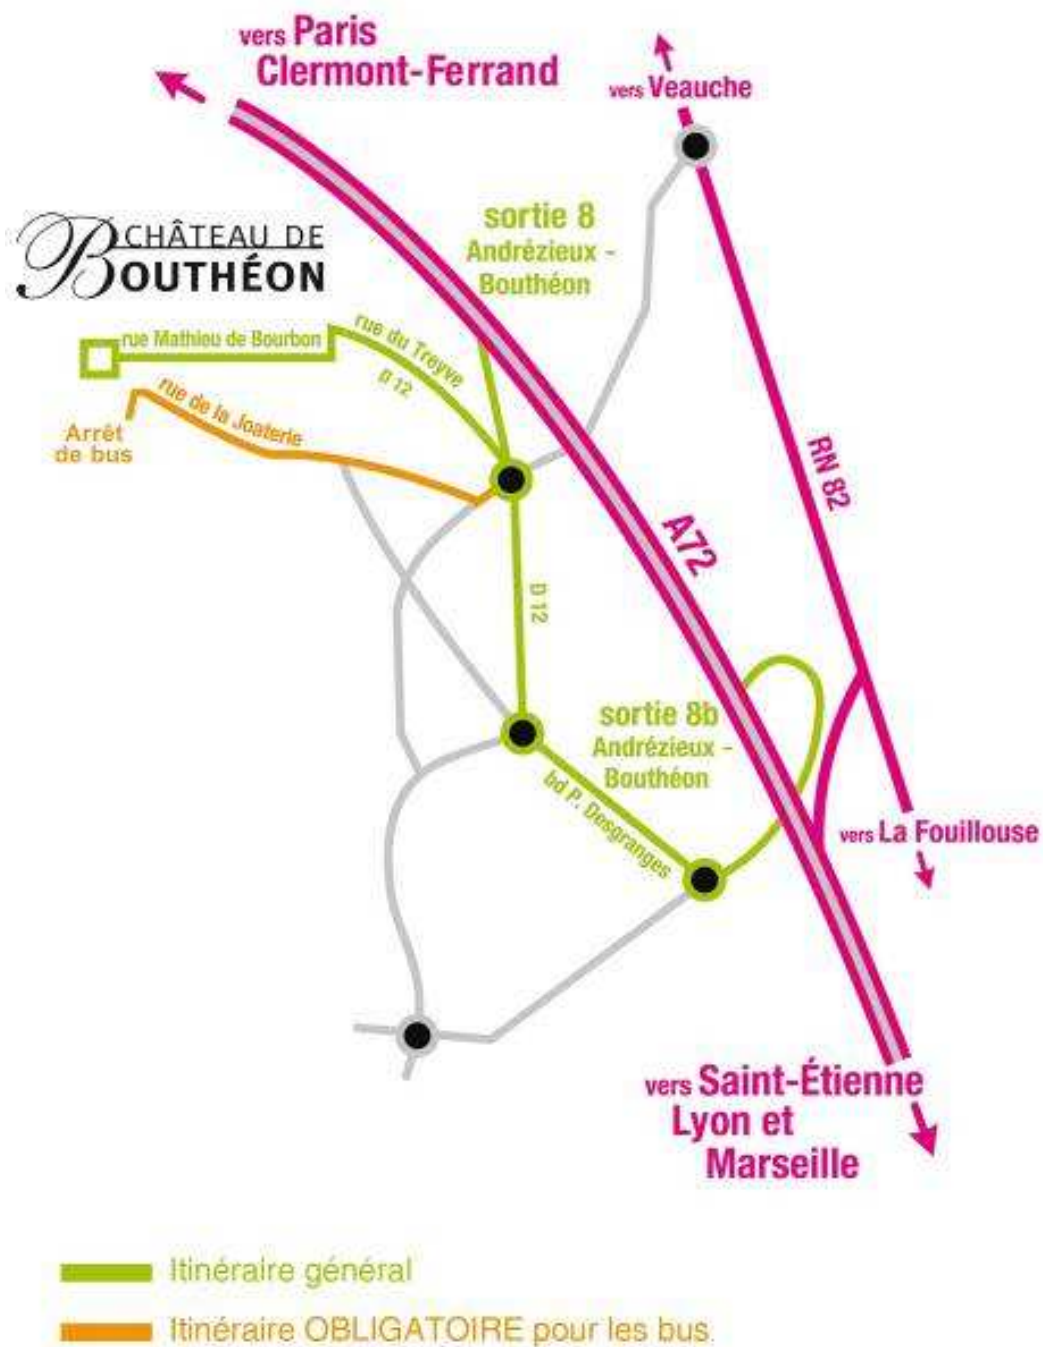 vers Paris
Clermont-Ferrand
vers Veauche
CHÂTEAU DE
BOUTHÉON
sortie 8
Andrézieux -
Bouthéon
rue Mathieu de Bourbon
rue du Treyve
D 12
rue de la Joaterie
Arrêt
de bus
RN 82
A72
D 12
sortie 8b
Andrézieux -
Bouthéon
bd P. Desgranges
vers La Fouillouse
vers Saint-Étienne
Lyon et
Marseille
Itinéraire général
Itinéraire OBLIGATOIRE pour les bus